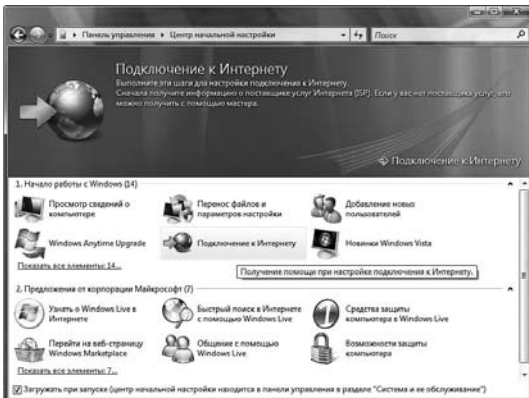 Панель управления ▸ Центр начальной настройки
Поиск
Подключение к Интернету
Выполните эти шаги для настройки подключения к Интернету.
Сначала получите информацию о поставщике услуг Интернета (ISP). Если у вас нет поставщика услуг, его
можно получить с помощью мастера.
Подключение к Интернету
1. Начало работы с Windows (14)
Просмотр сведений о
компьютере
Перенос файлов и
параметров настройки
Добавление новых
пользователей
Windows Anytime Upgrade
Подключение к Интернету
Новинки Windows Vista
Показать все элементы: 14...
Получение помощи при настройке подключения к Интернету.
2. Предложения от корпорации Майкрософт (7)
Узнать о Windows Live в
Интернете
Быстрый поиск в Интернете
с помощью Windows Live
Средства защиты
компьютера в Windows Live
Перейти на веб-страницу
Windows Marketplace
Общение с помощью
Windows Live
Возможности защиты
компьютера
Показать все элементы: 7...
Загружать при запуске (центр начальной настройки находится в панели управления в разделе "Система и ее обслуживание")